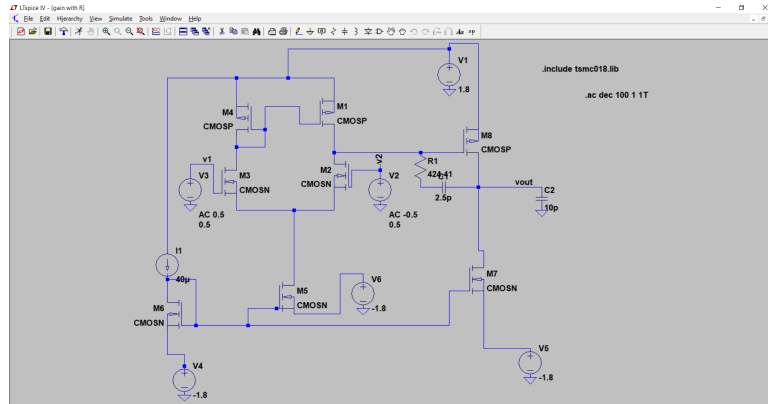 LTspice IV - [gain with R]
File Edit Hierarchy View Simulate Tools Window Help
V1
1.8
.include tsmc018.lib
.ac dec 100 1 1T
M4
CMOSP
M1
CMOSP
M8
CMOSP
v1
V3
AC 0.5
0.5
M3
CMOSN
M2
CMOSN
v2
V2
AC -0.5
0.5
R1
424.41
2.5p
vout
C2
10p
I1
40µ
M6
CMOSN
M5
CMOSN
V6
-1.8
M7
CMOSN
V4
-1.8
V5
-1.8